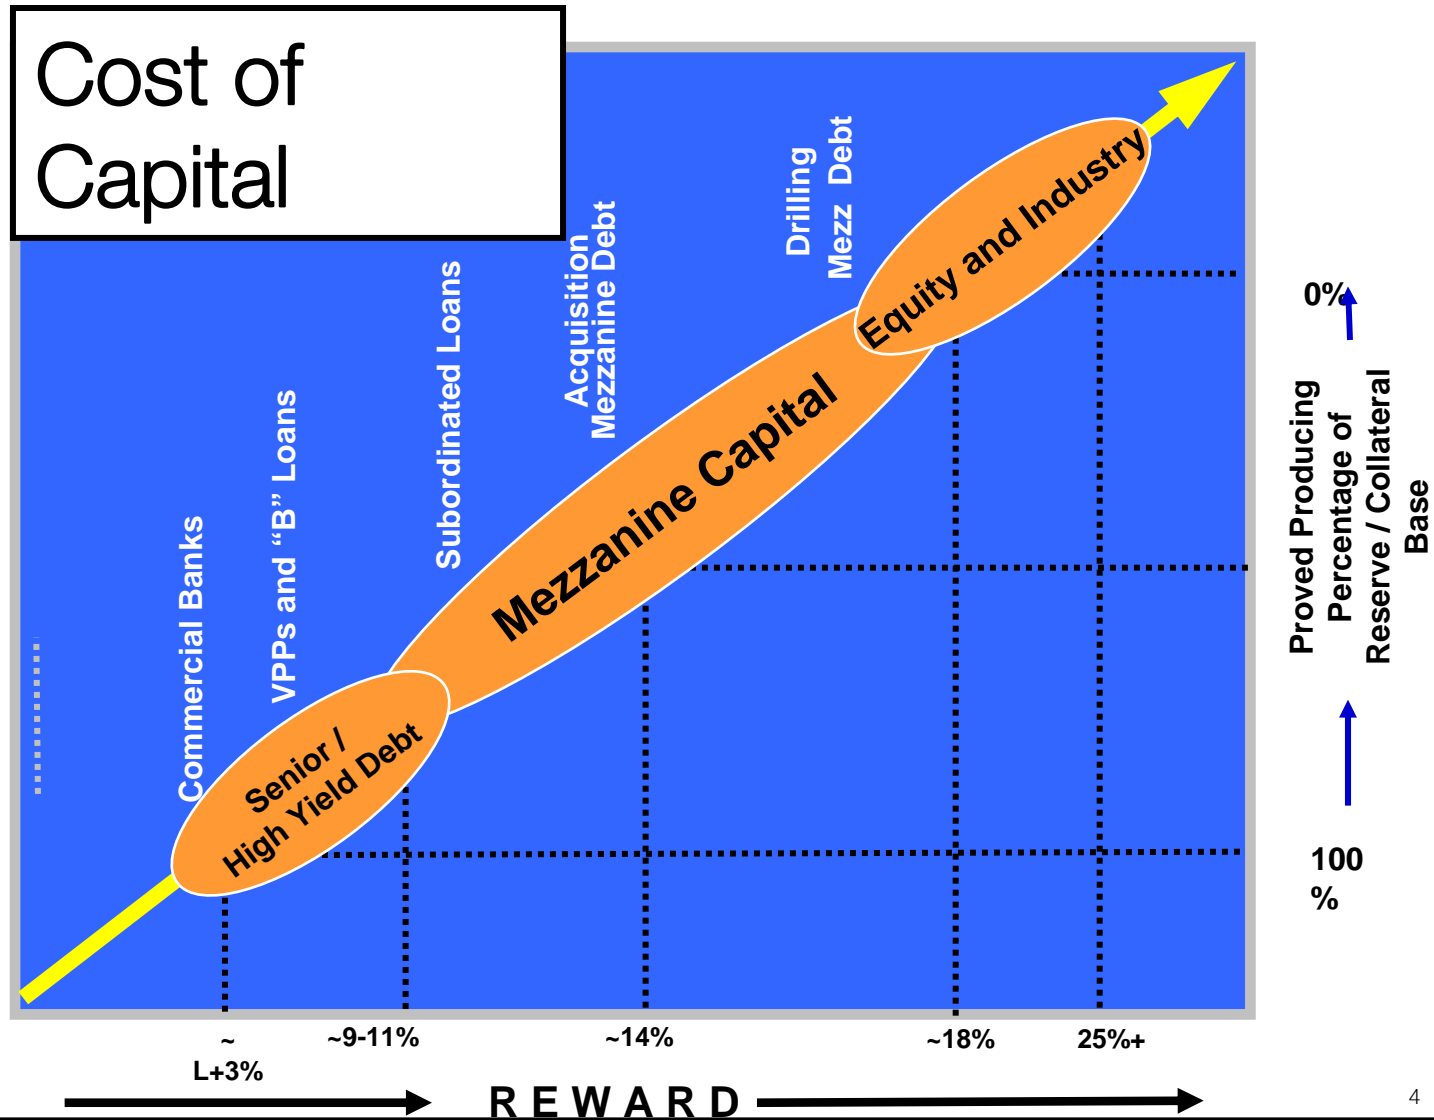 Cost of
Capital
Commercial Banks
VPPs and “B” Loans
Subordinated Loans
Acquisition
Mezzanine Debt
Drilling
Mezz Debt
Equity and Industry
Mezzanine Capital
Senior /
High Yield Debt
0%
Proved Producing
Percentage of
Reserve / Collateral
Base
100
%
~
L+3%
~9-11%
~14%
~18%
25%+
R E W A R D
4